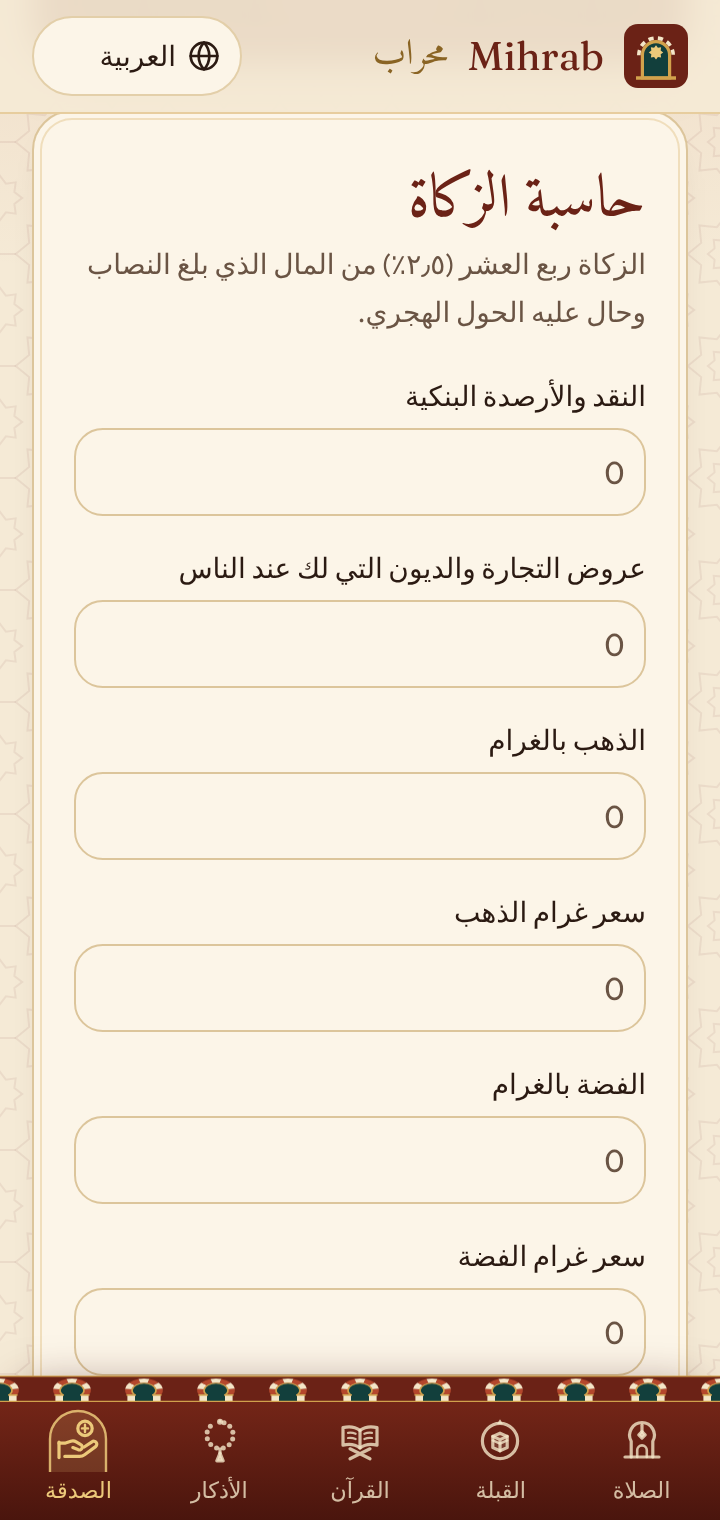 Mihrab محراب
العربية
حاسبة الزكاة
الزكاة ربع العشر (٢٫٥٪) من المال الذي بلغ النصاب
وحال عليه الحول الهجري.
النقد والأرصدة البنكية
0
عروض التجارة والديون التي لك عند الناس
0
الذهب بالغرام
0
سعر غرام الذهب
0
الفضة بالغرام
0
سعر غرام الفضة
0
الصلاة
القبلة
القرآن
الأذكار
الصدقة